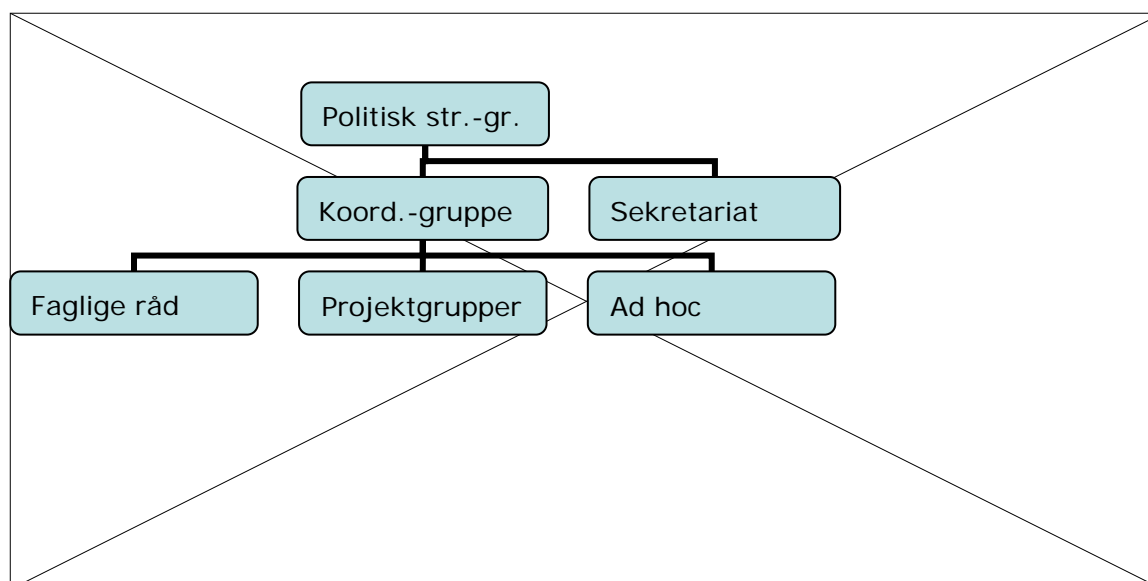 Politisk str.-gr.
Koord.-gruppe
Sekretariat
Faglige råd
Projektgrupper
Ad hoc